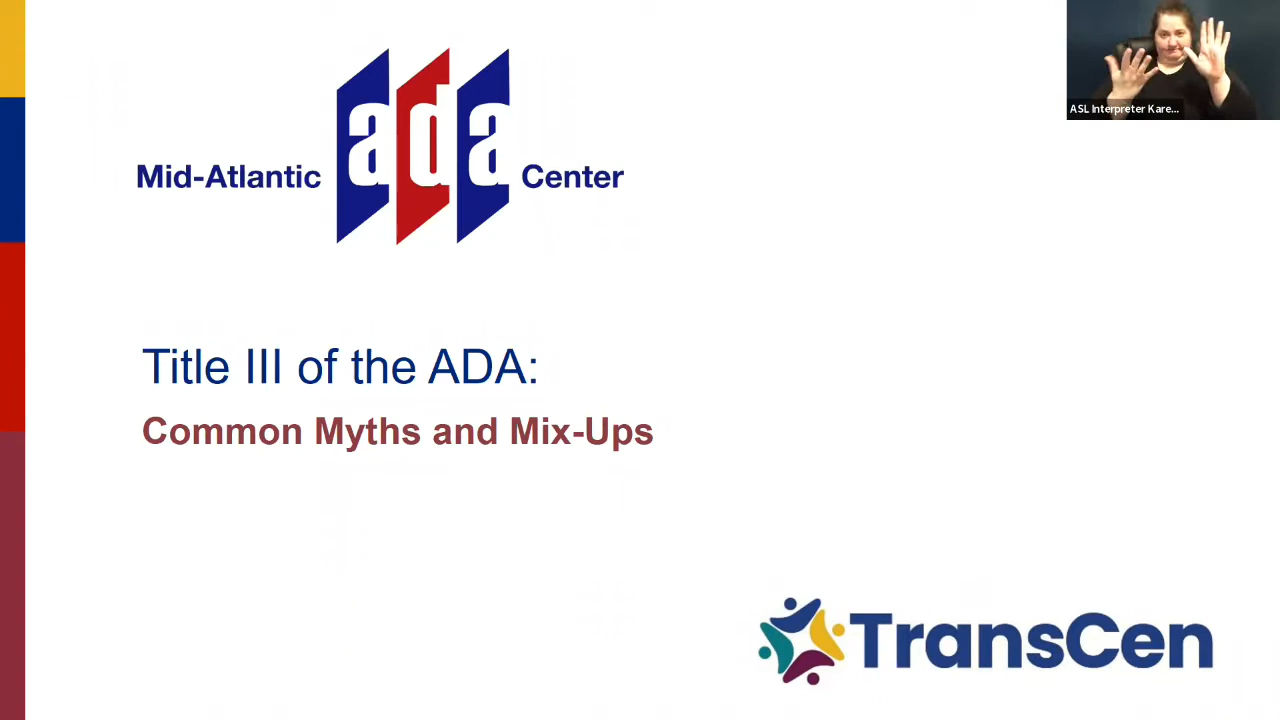 Mid-Atlantic ada Center
ASL Interpreter Kare...
Title III of the ADA:
Common Myths and Mix-Ups
TransCen